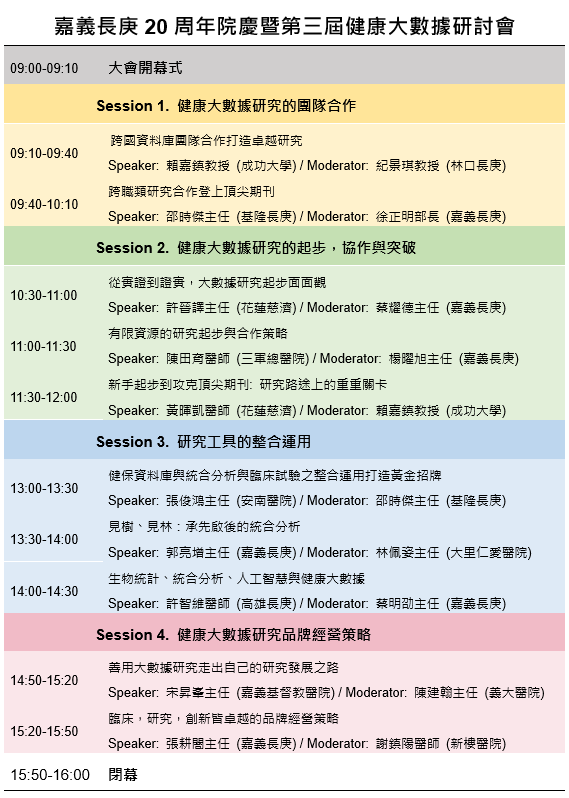 嘉義長庚 20 周年院慶暨第三屆健康大數據研討會
09:00-09:10 大會開幕式
Session 1. 健康大數據研究的團隊合作
09:10-09:40 跨國資料庫團隊合作打造卓越研究
Speaker: 賴嘉鎮教授 (成功大學) / Moderator: 紀景琪教授 (林口長庚)
09:40-10:10 跨職類研究合作登上頂尖期刊
Speaker: 邵時傑主任 (基隆長庚) / Moderator: 徐正明部長 (嘉義長庚)
Session 2. 健康大數據研究的起步，協作與突破
10:30-11:00 從實證到證實，大數據研究起步面面觀
Speaker: 許晉譯主任 (花蓮慈濟) / Moderator: 蔡耀德主任 (嘉義長庚)
11:00-11:30 有限資源的研究起步與合作策略
Speaker: 陳田育醫師 (三軍總醫院) / Moderator: 楊曜旭主任 (嘉義長庚)
11:30-12:00 新手起步到攻克頂尖期刊: 研究路途上的重重關卡
Speaker: 黃暉凱醫師 (花蓮慈濟) / Moderator: 賴嘉鎮教授 (成功大學)
Session 3. 研究工具的整合運用
13:00-13:30 健保資料庫與統合分析與臨床試驗之整合運用打造黃金招牌
Speaker: 張俊鴻主任 (安南醫院) / Moderator: 邵時傑主任 (基隆長庚)
13:30-14:00 見樹、見林：承先啟後的統合分析
Speaker: 郭亮增主任 (嘉義長庚) / Moderator: 林佩姿主任 (大里仁愛醫院)
14:00-14:30 生物統計、統合分析、人工智慧與健康大數據
Speaker: 許智維醫師 (高雄長庚) / Moderator: 蔡明劭主任 (嘉義長庚)
Session 4. 健康大數據研究品牌經營策略
14:50-15:20 善用大數據研究走出自己的研究發展之路
Speaker: 宋昇峯主任 (嘉義基督教醫院) / Moderator: 陳建翰主任 (義大醫院)
15:20-15:50 臨床，研究，創新皆卓越的品牌經營策略
Speaker: 張耕閤主任 (嘉義長庚) / Moderator: 謝鎮陽醫師 (新樓醫院)
15:50-16:00 閉幕